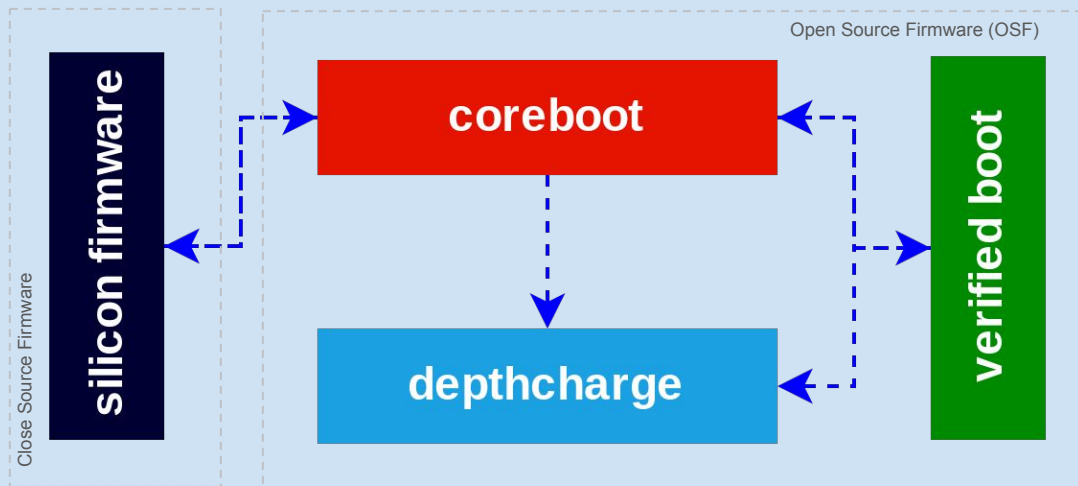 Open Source Firmware (OSF)
silicon firmware
coreboot
verified boot
depthcharge
Close Source Firmware